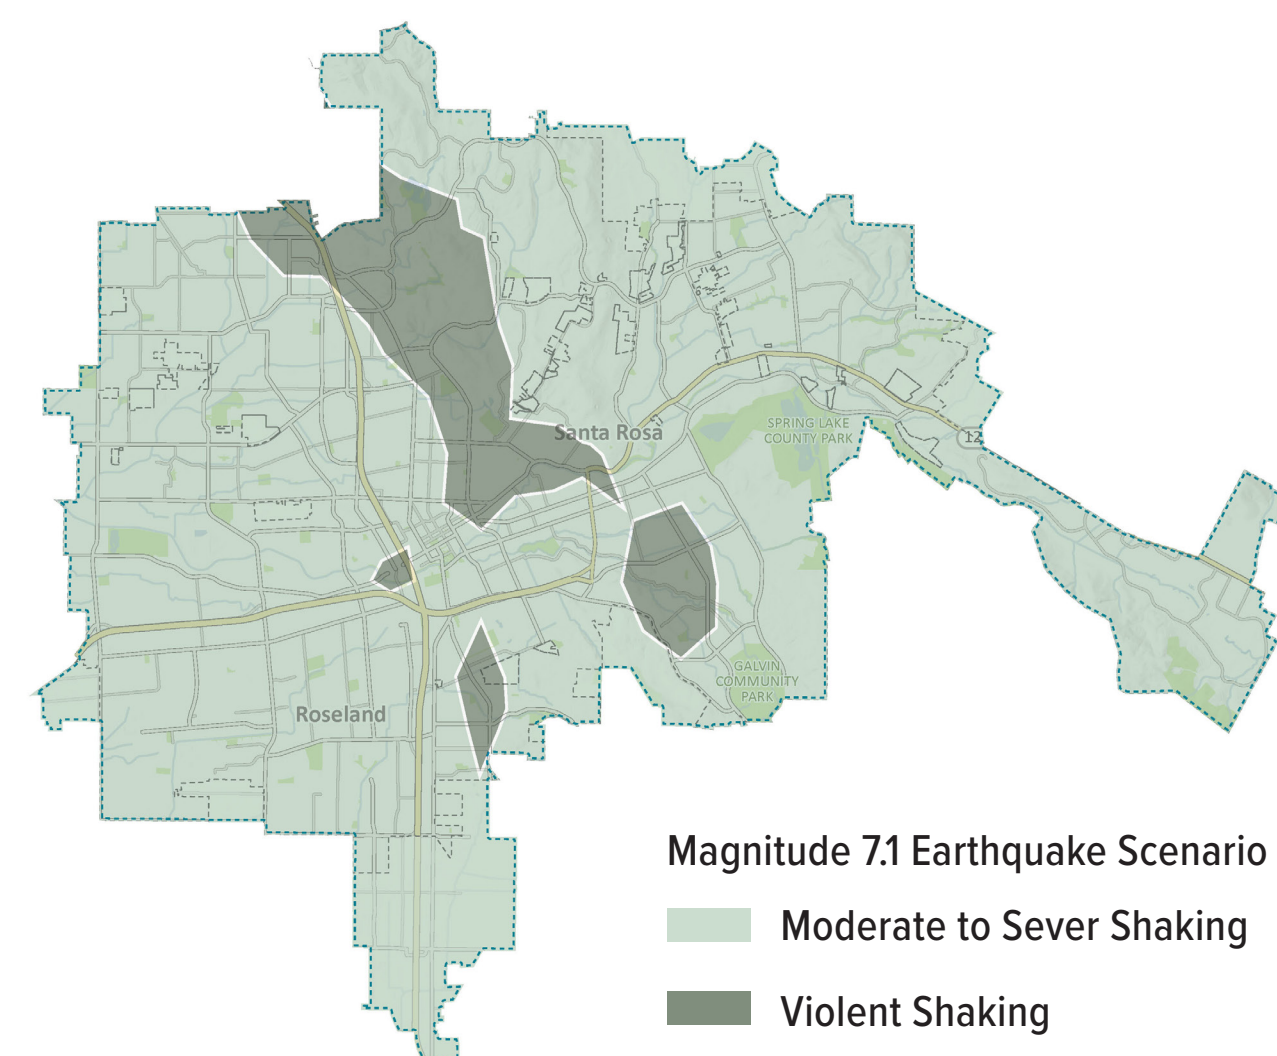 Santa Rosa
SPRING LAKE
COUNTY PARK
12
GALVIN
COMMUNITY
PARK
Roseland
Magnitude 7.1 Earthquake Scenario
Moderate to Sever Shaking
Violent Shaking